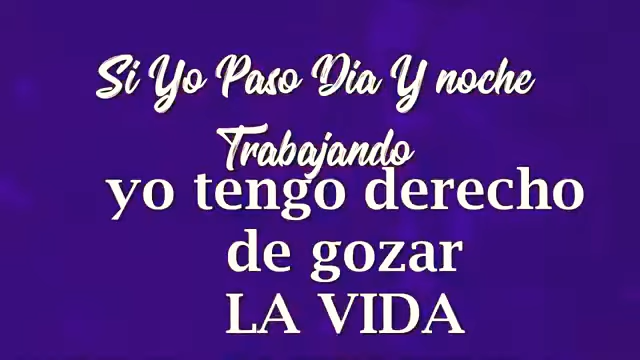 Si Yo Paso Dia Y noche
Trabajando
yo tengo derecho
de gozar
LA VIDA